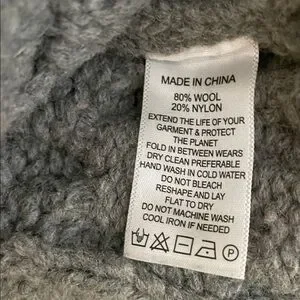 MADE IN CHINA
80% WOOL
20% NYLON
EXTEND THE LIFE OF YOUR
GARMENT & PROTECT
THE PLANET
FOLD IN BETWEEN WEARS
DRY CLEAN PREFERABLE
HAND WASH IN COLD WATER
DO NOT BLEACH
RESHAPE AND LAY
FLAT TO DRY
DO NOT MACHINE WASH
COOL IRON IF NEEDED
P